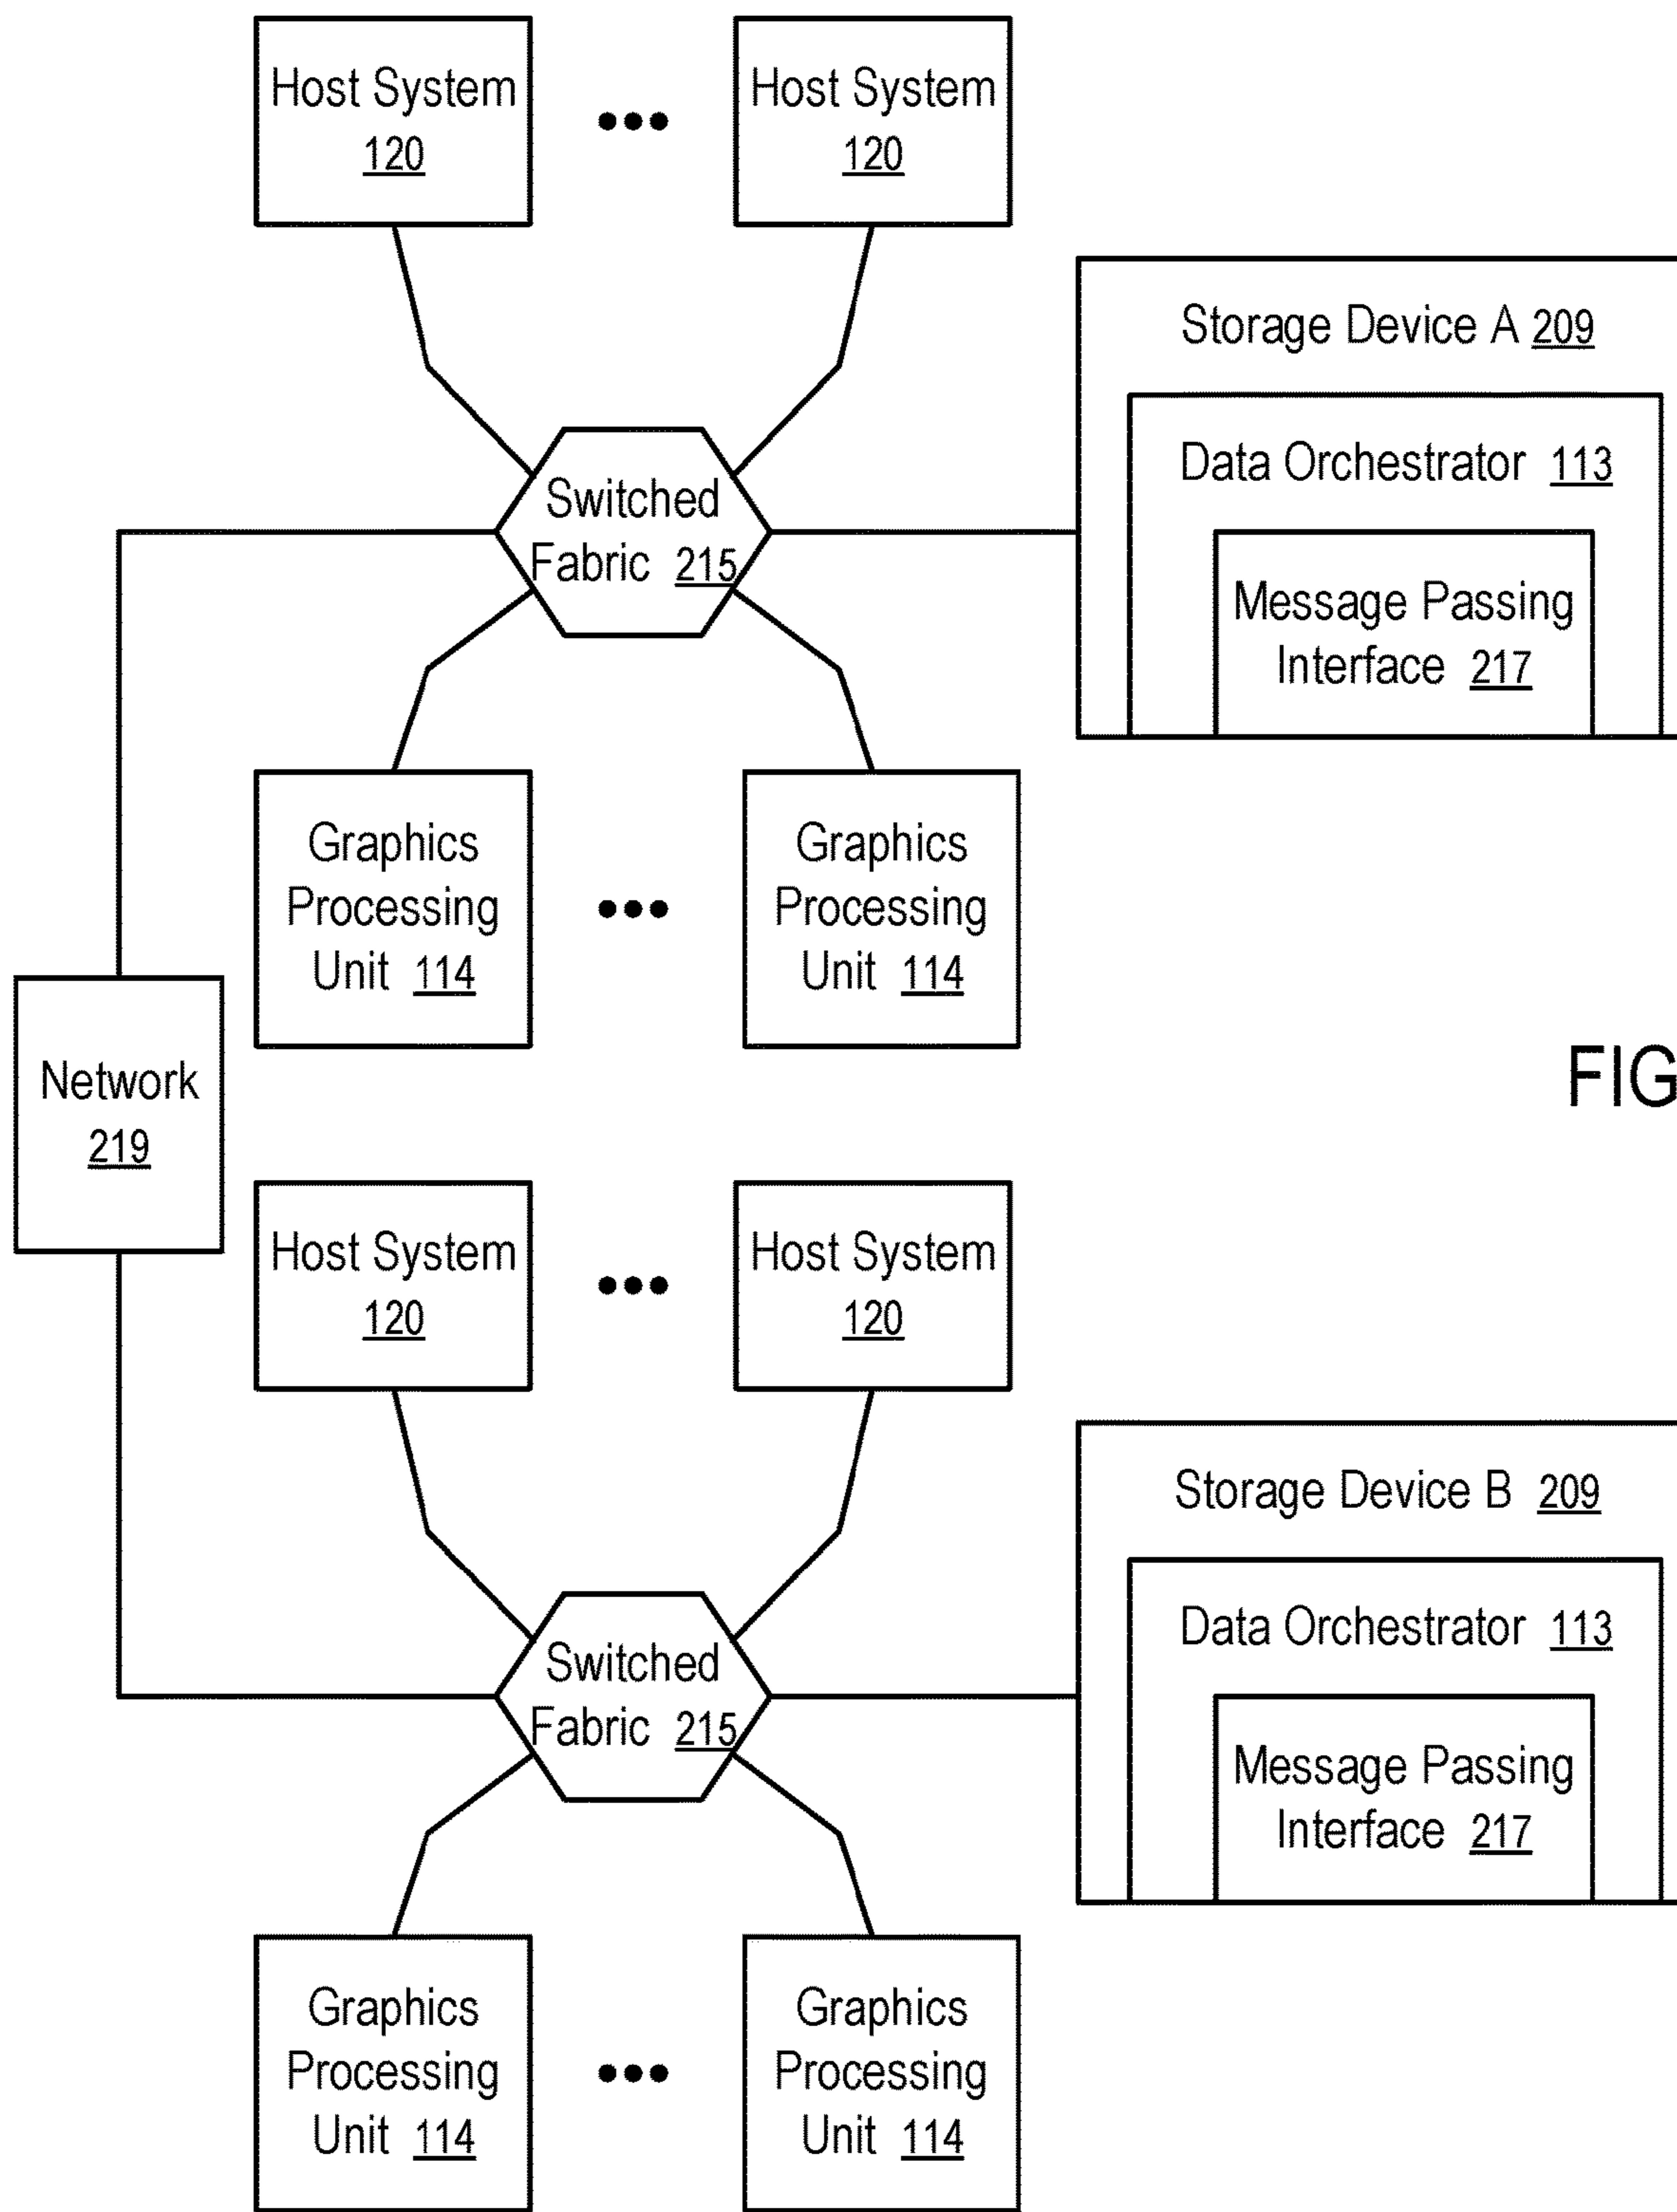 Host System
120
Host System
120
Storage Device A 209
Data Orchestrator 113
Switched
Fabric 215
Message Passing
Interface 217
Graphics
Processing
Unit 114
Graphics
Processing
Unit 114
FIG
Network
219
Host System
120
Host System
120
Storage Device B 209
Data Orchestrator 113
Switched
Fabric 215
Message Passing
Interface 217
Graphics
Processing
Unit 114
Graphics
Processing
Unit 114